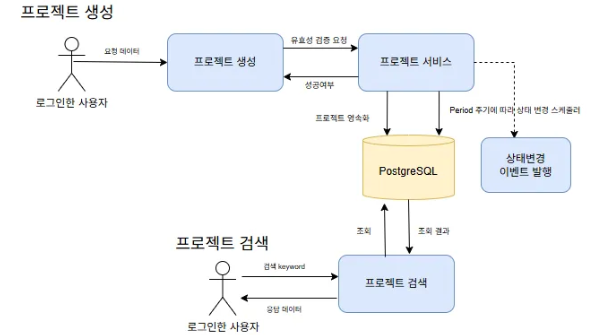 프로젝트 생성
요청 데이터
로그인한 사용자
프로젝트 생성
유효성 검증 요청
성공여부
프로젝트 서비스
프로젝트 영속화
Period 주기에 따라 상태 변경 스케줄러
PostgreSQL
상태변경
이벤트 발행
조회
조회 결과
프로젝트 검색
검색 keyword
프로젝트 검색
응답 데이터
로그인한 사용자